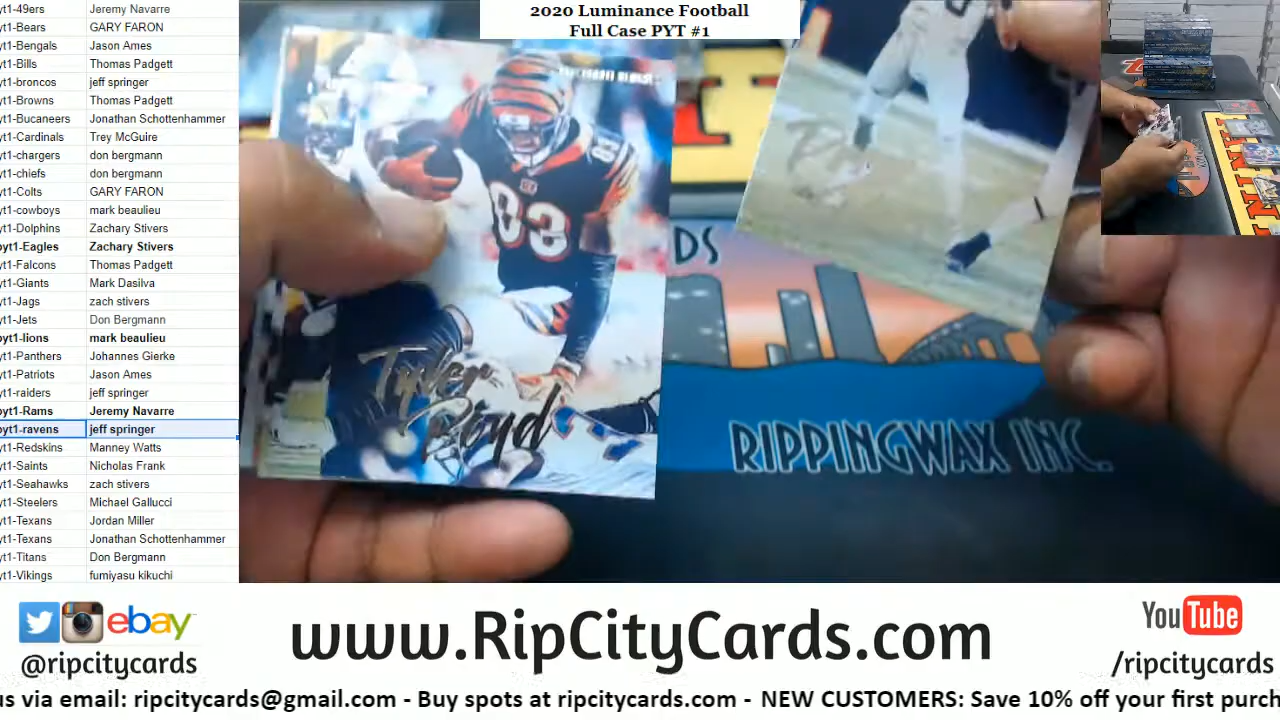 2020 Luminance Football
Full Case PYT #1
yt1-49ers Jeremy Navarre
yt1-Bears GARY FARON
yt1-Bengals Jason Ames
yt1-Bills Thomas Padgett
yt1-broncos jeff springer
yt1-Browns Thomas Padgett
yt1-Bucaneers Jonathan Schottenhammer
yt1-Cardinals Trey McGuire
yt1-chargers don bergmann
yt1-chiefs don bergmann
yt1-Colts GARY FARON
yt1-cowboys mark beaulieu
yt1-Dolphins Zachary Stivers
pyt1-Eagles Zachary Stivers
yt1-Falcons Thomas Padgett
yt1-Giants Mark Dasilva
yt1-Jags zach stivers
yt1-Jets Don Bergmann
pyt1-lions mark beaulieu
yt1-Panthers Johannes Gierke
yt1-Patriots Jason Ames
yt1-raiders jeff springer
pyt1-Rams Jeremy Navarre
pyt1-ravens jeff springer
yt1-Redskins Manney Watts
yt1-Saints Nicholas Frank
yt1-Seahawks zach stivers
yt1-Steelers Michael Gallucci
yt1-Texans Jordan Miller
yt1-Texans Jonathan Schottenhammer
yt1-Titans Don Bergmann
yt1-Vikings fumiyasu kikuchi
83
Tyler
Boyd
DS
RIPPINGWAX INC.
ebay
@ripcitycards
www.RipCityCards.com
YouTube
/ripcitycards
us via email: ripcitycards@gmail.com - Buy spots at ripcitycards.com - NEW CUSTOMERS: Save 10% off your first purch